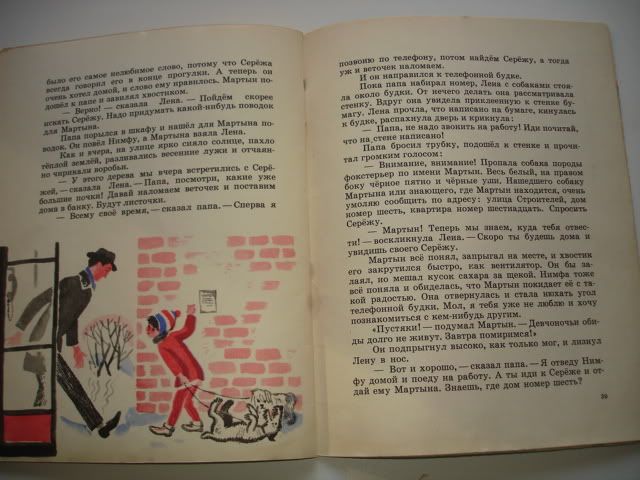 было его самое нелюбимое слово, потому что Серёжа
всегда говорил его в конце прогулки. А теперь он
очень хотел домой, и слово ему нравилось. Мартын по-
дошёл к папе и завилял хвостиком.
— Верно! — сказала Лена. — Пойдём скорее
искать Серёжу. Надо придумать какой-нибудь поводок
для Мартына.
Папа порылся в шкафу и нашёл для Мартына по-
водок. Он повёл Нимфу, а Мартына взяла Лена.
Как и вчера, на улице ярко сияло солнце, пахло
тёплой землёй, разливались весенние лужи и отчаян-
но чирикали воробьи.
— У этого дерева мы вчера встретились с Серё-
жей, — сказала Лена. — Папа, посмотри, какие уже
большие почки! Давай наломаем веточек и поставим
дома в банку. Будут листочки.
— Всему своё время, — сказал папа. — Сперва я
позвоню по телефону, потом найдём Серёжу, а тогда
уж и веточек наломаем.
И он направился к телефонной будке.
Пока папа набирал номер, Лена с собаками стоя-
ла около будки. От нечего делать она рассматривала
стенку. Вдруг она увидела приклеенную к стенке бу-
магу. Лена прочла, что написано на бумаге, кинулась
к будке, распахнула дверь и крикнула:
— Папа, не надо звонить на работу! Иди почитай,
что на стене написано!
Папа бросил трубку, подошёл к стенке и прочи-
тал громким голосом:
— Внимание, внимание! Пропала собака породы
фокстерьер по имени Мартын. Весь белый, на правом
боку чёрное пятно и чёрные уши. Нашедшего собаку
Мартына или знающего, где Мартын находится, очень
умоляю сообщить по адресу: улица Строителей, дом
номер шесть, квартира номер шестнадцать. Спросить
Серёжу.
— Мартын! Теперь мы знаем, куда тебя отвес-
ти! — воскликнула Лена. — Скоро ты будешь дома и
увидишь своего Серёжу.
Мартын всё понял, запрыгал на месте, и хвостик
его закрутился быстро, как вентилятор. Он бы за-
лаял, но мешал кусок сахара за щекой. Нимфа тоже
всё поняла и обиделась, что Мартын покидает её с та-
кой радостью. Она отвернулась и стала нюхать угол
телефонной будки. Мол, я тебя уже не люблю и хочу
познакомиться с кем-нибудь другим.
«Пустяки! — подумал Мартын. — Девчоночьи оби-
ды долго не живут. Завтра помиримся!»
Он подпрыгнул высоко, как только мог, и лизнул
Лену в нос.
— Вот и хорошо, — сказал папа. — Я отведу Ним-
фу домой и поеду на работу. А ты иди к Серёже и от-
дай ему Мартына. Знаешь, где дом номер шесть?
39